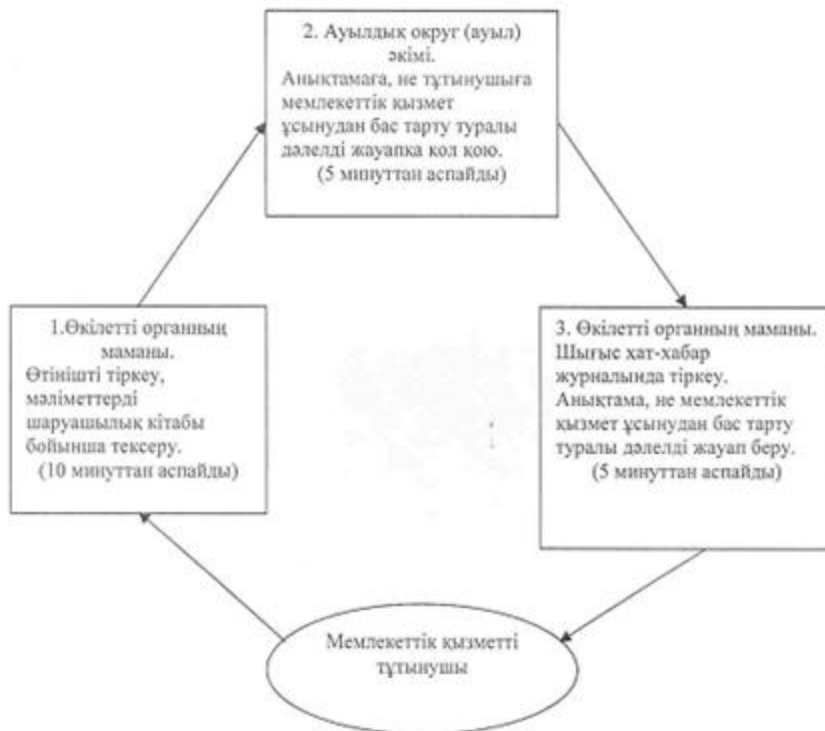 2. Ауылдық округ (ауыл)
әкімі.
Анықтамаға, не тұтынушыға
мемлекеттік қызмет
ұсынудан бас тарту туралы
дәлелді жауапқа қол қою.
(5 минуттан аспайды)
1.Өкілетті органның
маманы.
Өтінішті тіркеу,
мәліметтерді
шаруашылық кітабы
бойынша тексеру.
(10 минуттан аспайды)
3. Өкілетті органның маманы.
Шығыс хат-хабар
журналында тіркеу.
Анықтама, не мемлекеттік
қызмет ұсынудан бас тарту
туралы дәлелді жауап беру.
(5 минуттан аспайды)
Мемлекеттік қызметті
тұтынушы